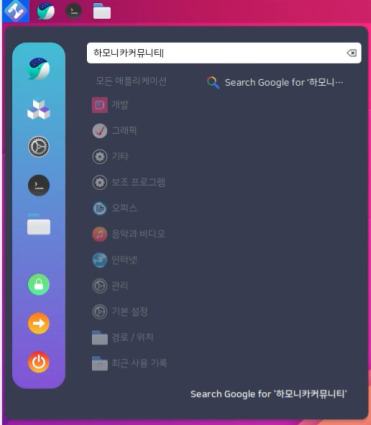 하모니카커뮤니티
모든 애플리케이션
Search Google for '하모니…
개발
그래픽
기타
보조 프로그램
오피스
음악과 비디오
인터넷
관리
기본 설정
경로 / 위치
최근 사용 기록
Search Google for '하모니카커뮤니티'